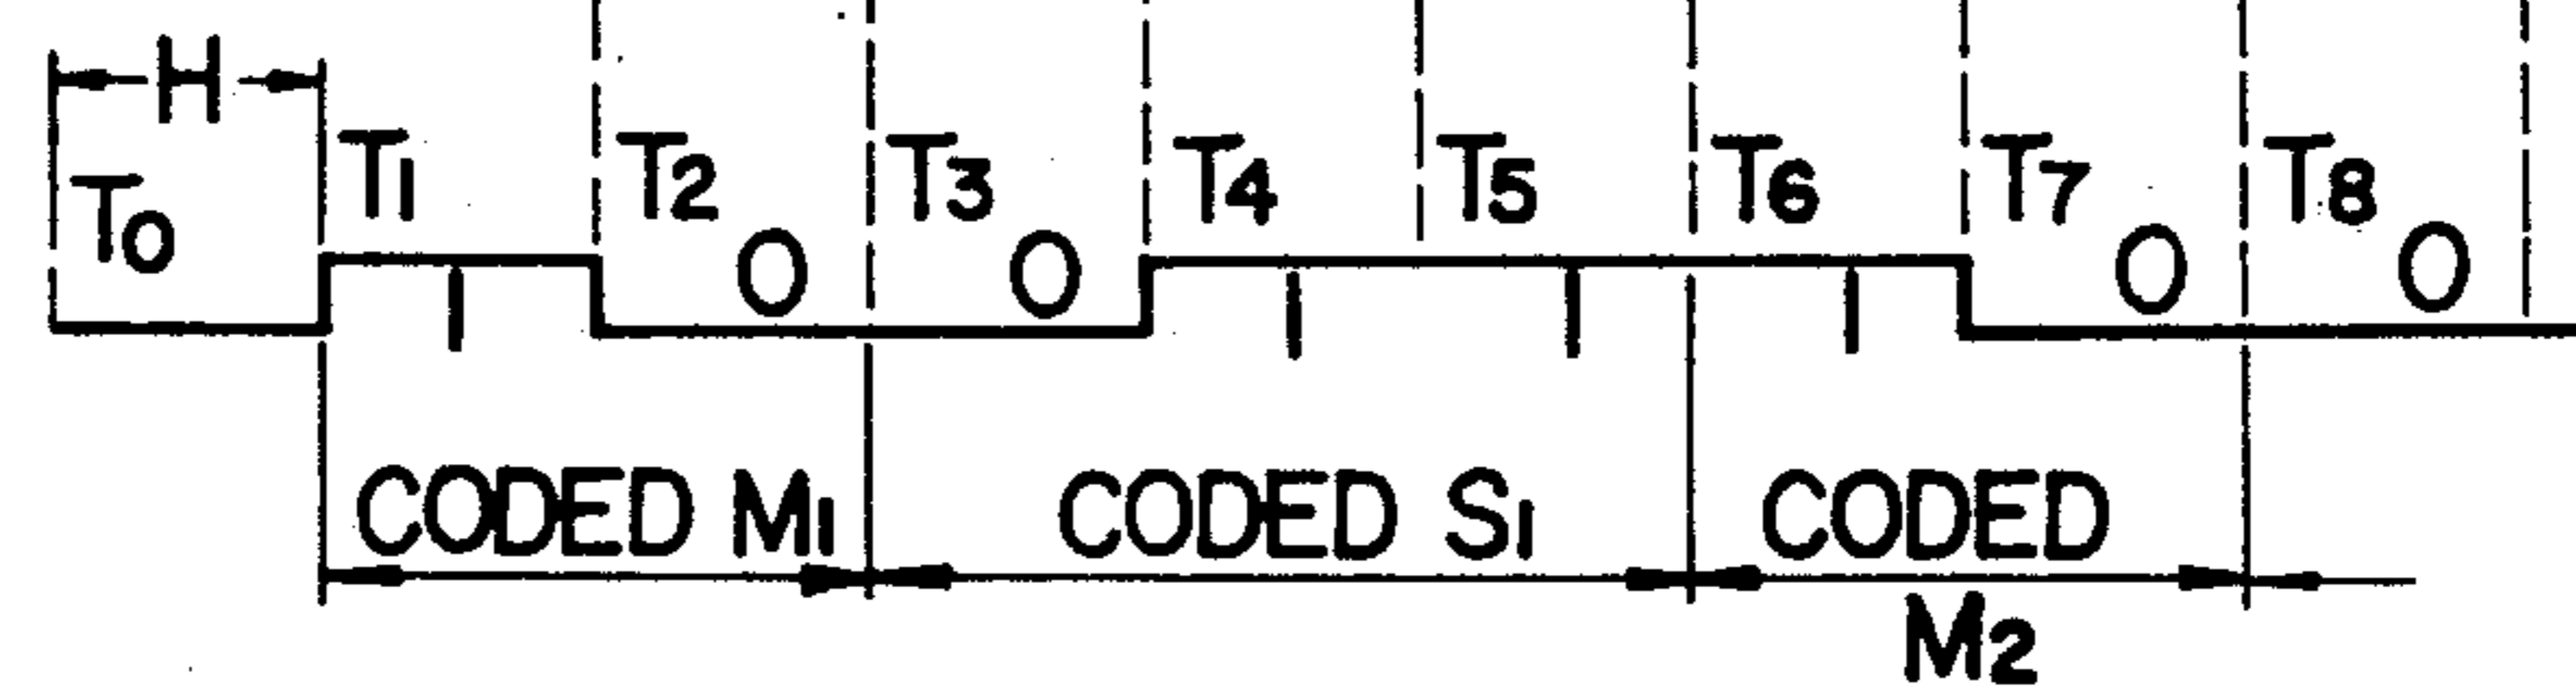 H
T0 T1 T2 T3 T4 T5 T6 T7 T8
1 0 0 1 1 1 0 0
CODED M1 CODED S1 CODED
M2